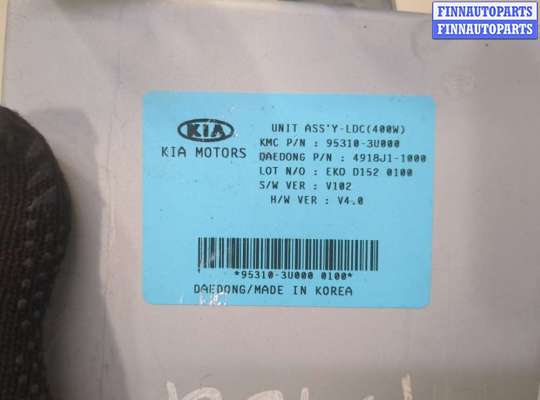 FINNAUTOPARTS
FINNAUTOPARTS
KIA
KIA MOTORS
UNIT ASS'Y-LDC(400W)
KMC P/N : 95310-3U000
DAEDONG P/N : 4918J1-1000
LOT N/O : EKO D152 0100
S/W VER : V102
H/W VER : V4.0
*95310-3U000 0100*
DAEDONG/MADE IN KOREA